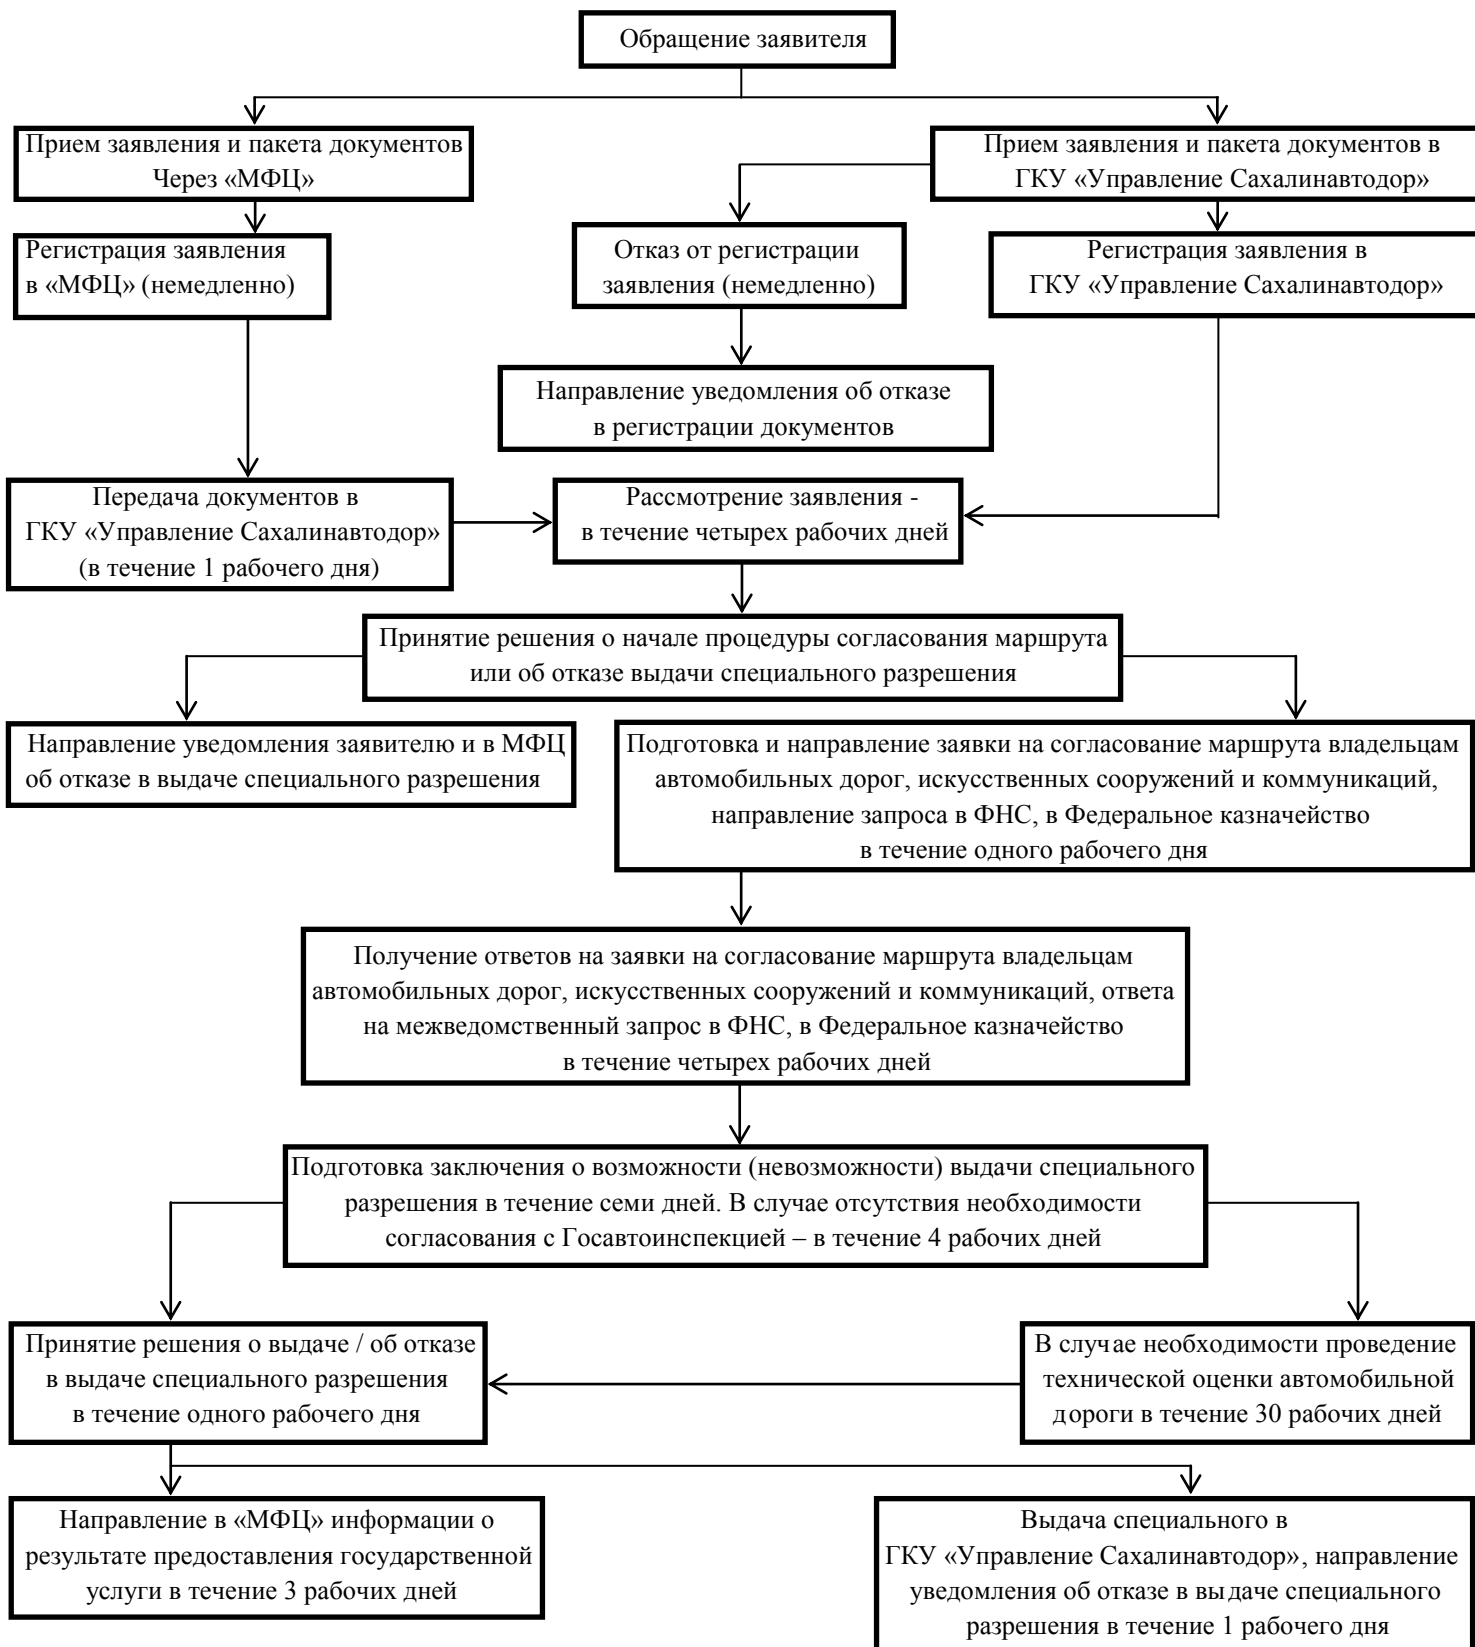 Обращение заявителя
Прием заявления и пакета документов
Через «МФЦ»
Прием заявления и пакета документов в
ГКУ «Управление Сахалинавтодор»
Регистрация заявления
в «МФЦ» (немедленно)
Отказ от регистрации
заявления (немедленно)
Регистрация заявления в
ГКУ «Управление Сахалинавтодор»
Направление уведомления об отказе
в регистрации документов
Передача документов в
ГКУ «Управление Сахалинавтодор»
(в течение 1 рабочего дня)
Рассмотрение заявления -
в течение четырех рабочих дней
Принятие решения о начале процедуры согласования маршрута
или об отказе выдачи специального разрешения
Направление уведомления заявителю и в МФЦ
об отказе в выдаче специального разрешения
Подготовка и направление заявки на согласование маршрута владельцам
автомобильных дорог, искусственных сооружений и коммуникаций,
направление запроса в ФНС, в Федеральное казначейство
в течение одного рабочего дня
Получение ответов на заявки на согласование маршрута владельцам
автомобильных дорог, искусственных сооружений и коммуникаций, ответа
на межведомственный запрос в ФНС, в Федеральное казначейство
в течение четырех рабочих дней
Подготовка заключения о возможности (невозможности) выдачи специального
разрешения в течение семи дней. В случае отсутствия необходимости
согласования с Госавтоинспекцией – в течение 4 рабочих дней
Принятие решения о выдаче / об отказе
в выдаче специального разрешения
в течение одного рабочего дня
В случае необходимости проведение
технической оценки автомобильной
дороги в течение 30 рабочих дней
Направление в «МФЦ» информации о
результате предоставления государственной
услуги в течение 3 рабочих дней
Выдача специального в
ГКУ «Управление Сахалинавтодор», направление
уведомления об отказе в выдаче специального
разрешения в течение 1 рабочего дня